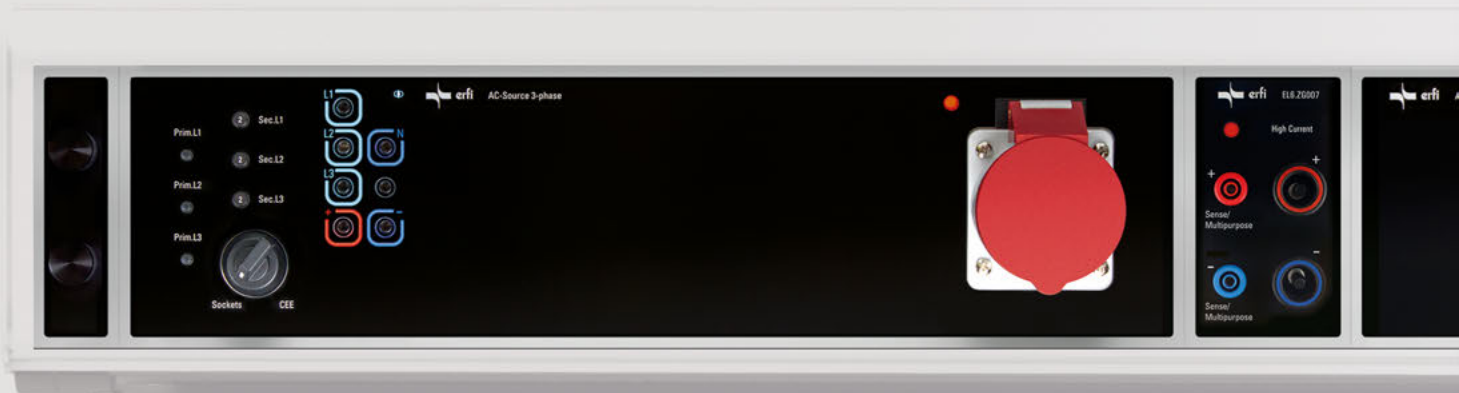 Prim.L1
Prim.L2
Prim.L3
2 Sec.L1
2 Sec.L2
2 Sec.L3
Sockets CEE
L1
L2 N
L3
+ -
erfi AC-Source 3-phase
erfi EL6.ZG007
High Current
+ +
Sense/
Multipurpose
- -
Sense/
Multipurpose
erfi